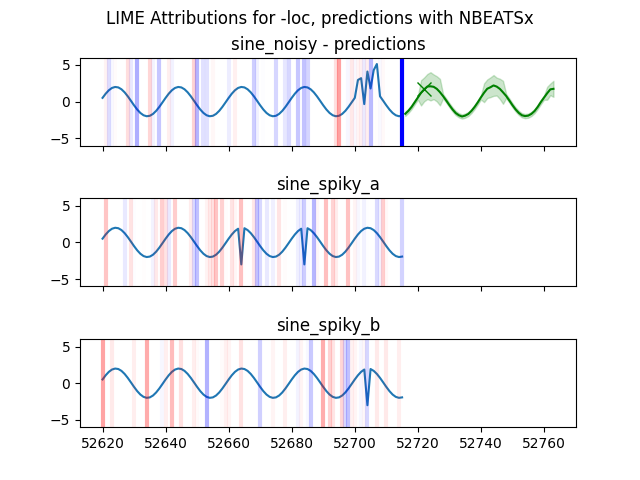 LIME Attributions for -loc, predictions with NBEATSx
sine_noisy - predictions
5
0
−5
sine_spiky_a
5
0
−5
sine_spiky_b
5
0
−5
52620 52640 52660 52680 52700 52720 52740 52760